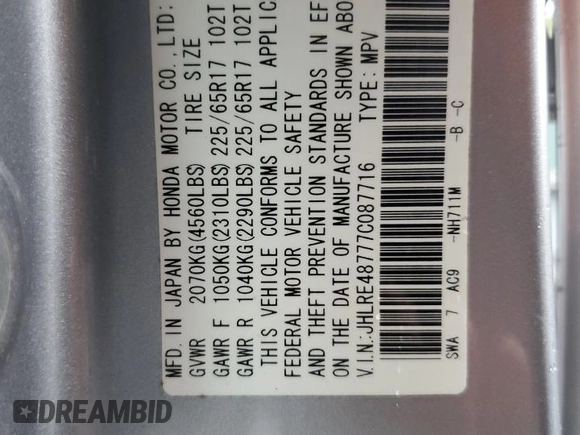 MFD. IN JAPAN BY HONDA MOTOR CO. LTD:
GVWR 2070KG(4560LBS) TIRE SIZE
GAWR F 1050KG(2310LBS) 225/65R17 102T
GAWR R 1040KG(2290LBS) 225/65R17 102T
THIS VEHICLE CONFORMS TO ALL APPLIC
FEDERAL MOTOR VEHICLE SAFETY
AND THEFT PREVENTION STANDARDS IN EF
ON THE DATE OF MANUFACTURE SHOWN ABO
V.I.N:JHLRE48777C087716 TYPE: MPV
SWA 7 AC9 -NH711M -B -C
DREAMBID